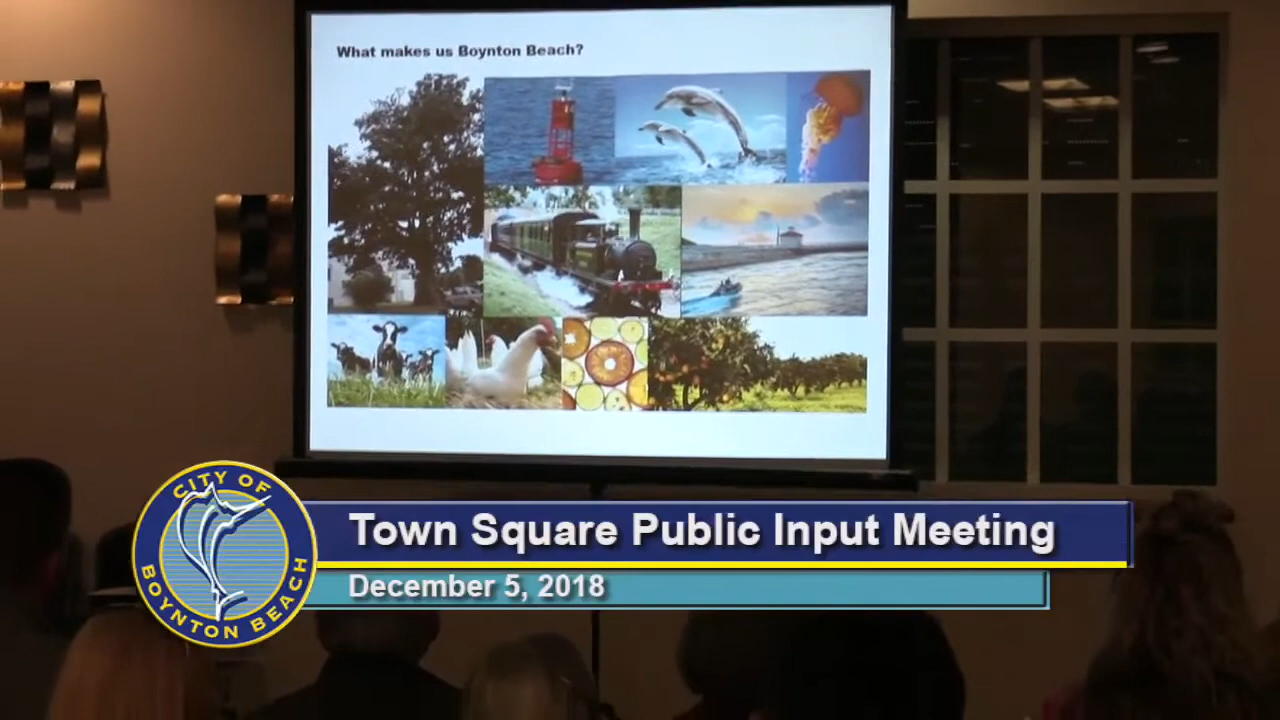 What makes us Boynton Beach?
CITY OF
BOYNTON BEACH
Town Square Public Input Meeting
December 5, 2018